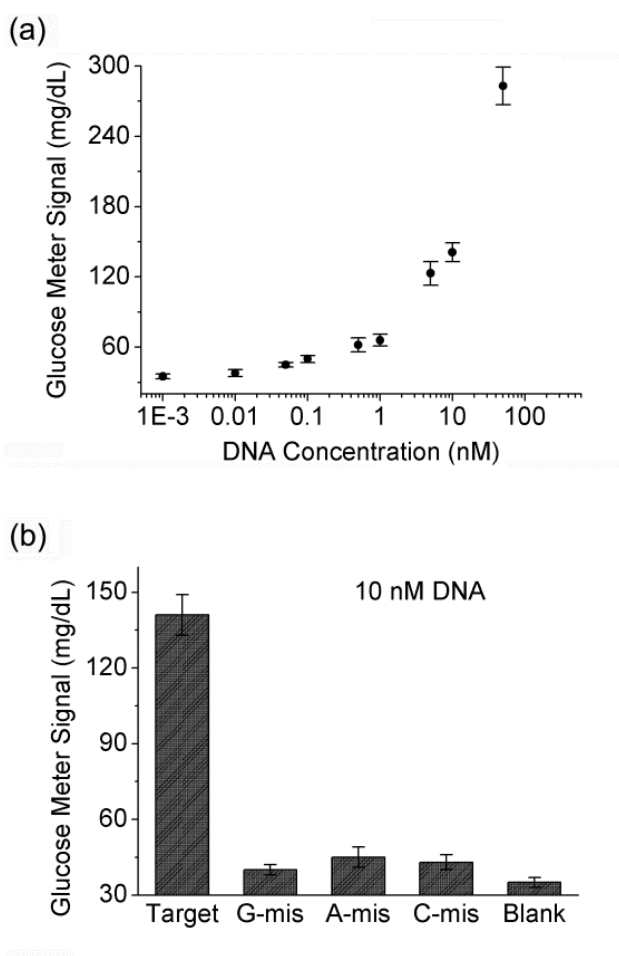 (a)
300
240
180
120
60
Glucose Meter Signal (mg/dL)
1E-3 0.01 0.1 1 10 100
DNA Concentration (nM)
(b)
10 nM DNA
150
120
90
60
30
Glucose Meter Signal (mg/dL)
Target G-mis A-mis C-mis Blank